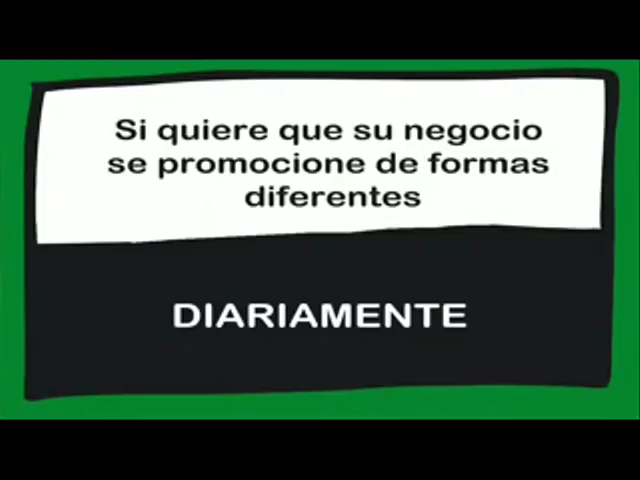 Si quiere que su negocio
se promocione de formas
diferentes
DIARIAMENTE